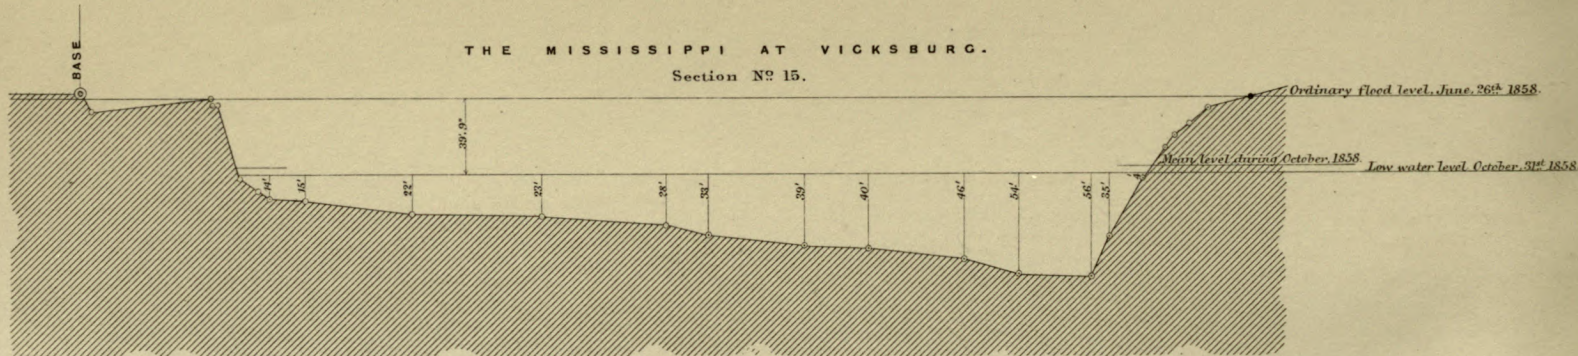 BASE
THE MISSISSIPPI AT VICKSBURG.
Section No 15.
Ordinary flood level, June, 26th 1858.
39'.9"
Mean level during October, 1858.
Low water level October, 31st 1858
14'
15'
22'
23'
28'
33'
39'
40'
46'
54'
56'
35'